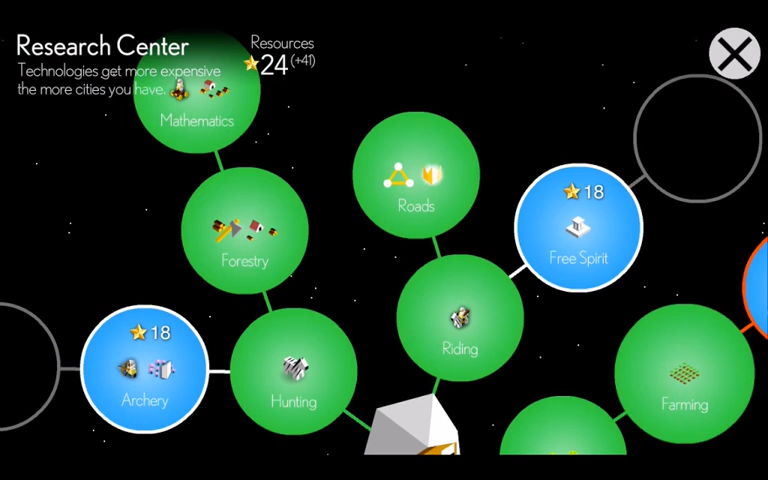 Research Center
Technologies get more expensive
the more cities you have.
Resources
24 (+41)
Mathematics
Roads
18
Free Spirit
Forestry
Riding
18
Archery
Hunting
Farming